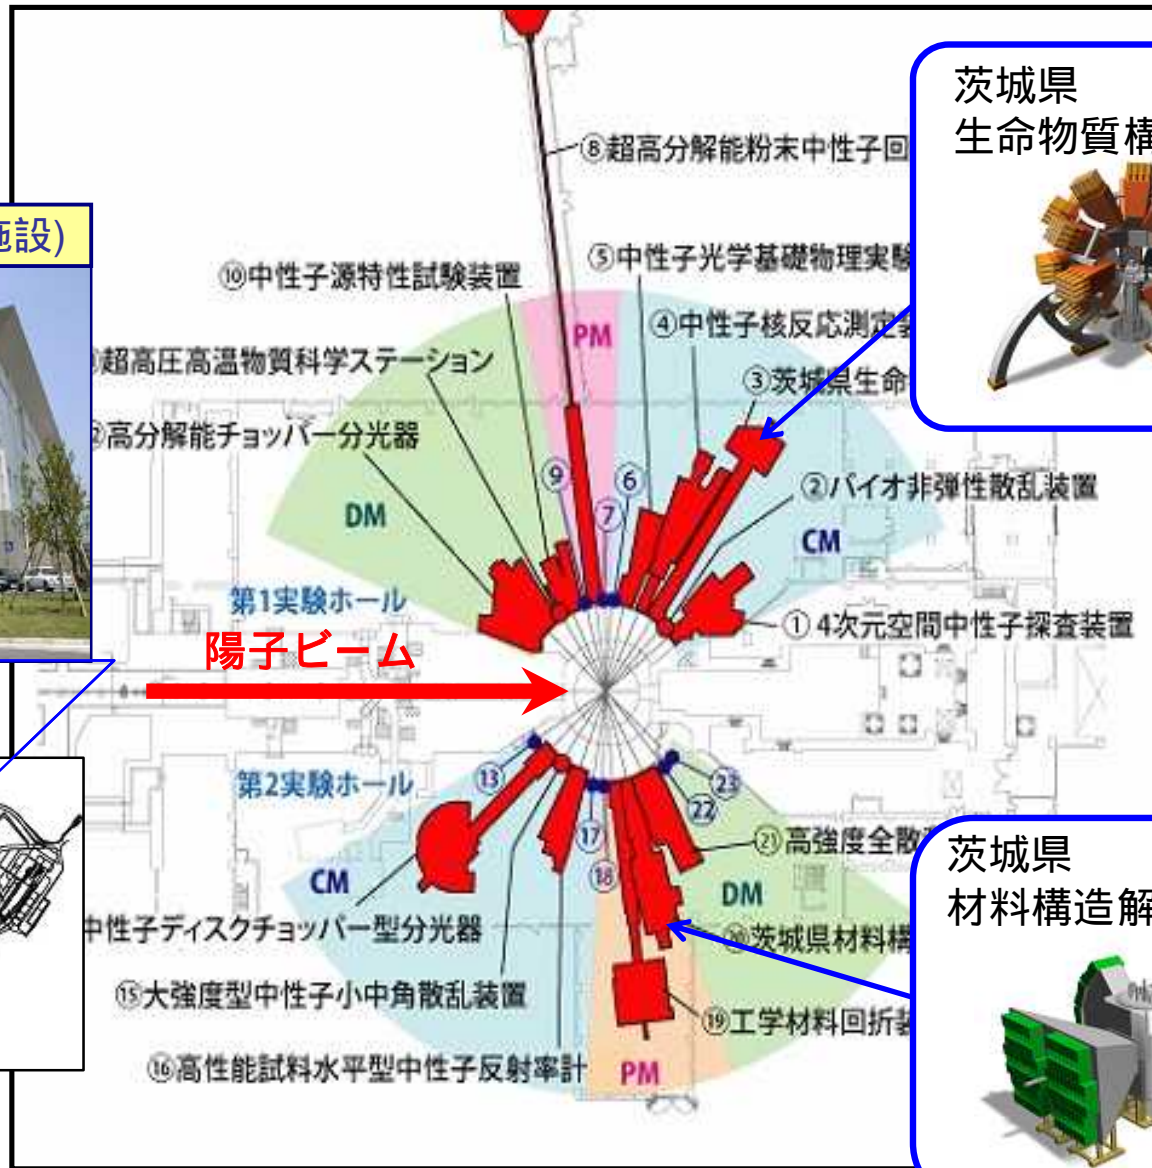 茨城県
生命物質構
⑧超高分解能粉末中性子回
施設)
⑤中性子光学基礎物理実験
⑩中性子源特性試験装置
PM
④中性子核反応測定装
超高圧高温物質科学ステーション
③茨城県生命
高分解能チョッパー分光器
⑨
⑥
⑦
②バイオ非弾性散乱装置
DM
CM
第1実験ホール
①4次元空間中性子探査装置
陽子ビーム
第2実験ホール
⑬
㉓
㉒
⑰
⑱
㉑高強度全散
茨城県
材料構造解
CM
DM
中性子ディスクチョッパー型分光器
⑳茨城県材料構
⑮大強度型中性子小中角散乱装置
⑲工学材料回折装
⑯高性能試料水平型中性子反射率計
PM